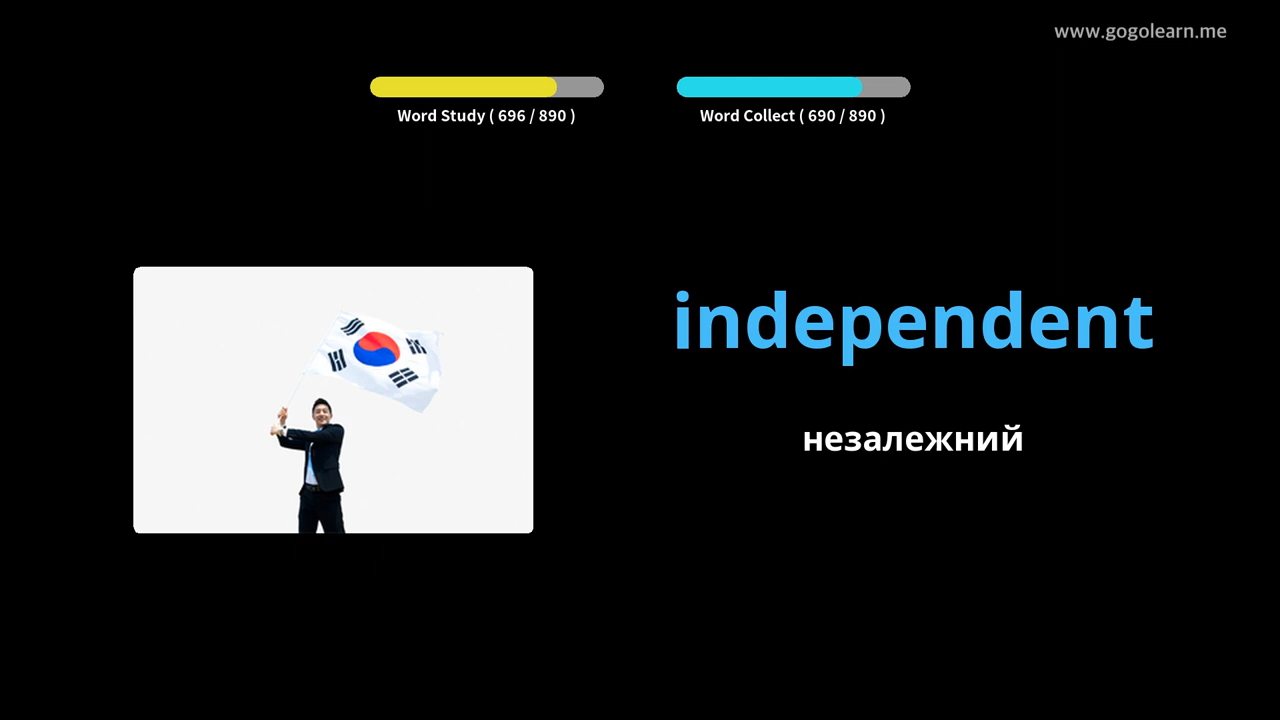 www.gogolearn.me
Word Study ( 696 / 890 )
Word Collect ( 690 / 890 )
independent
незалежний